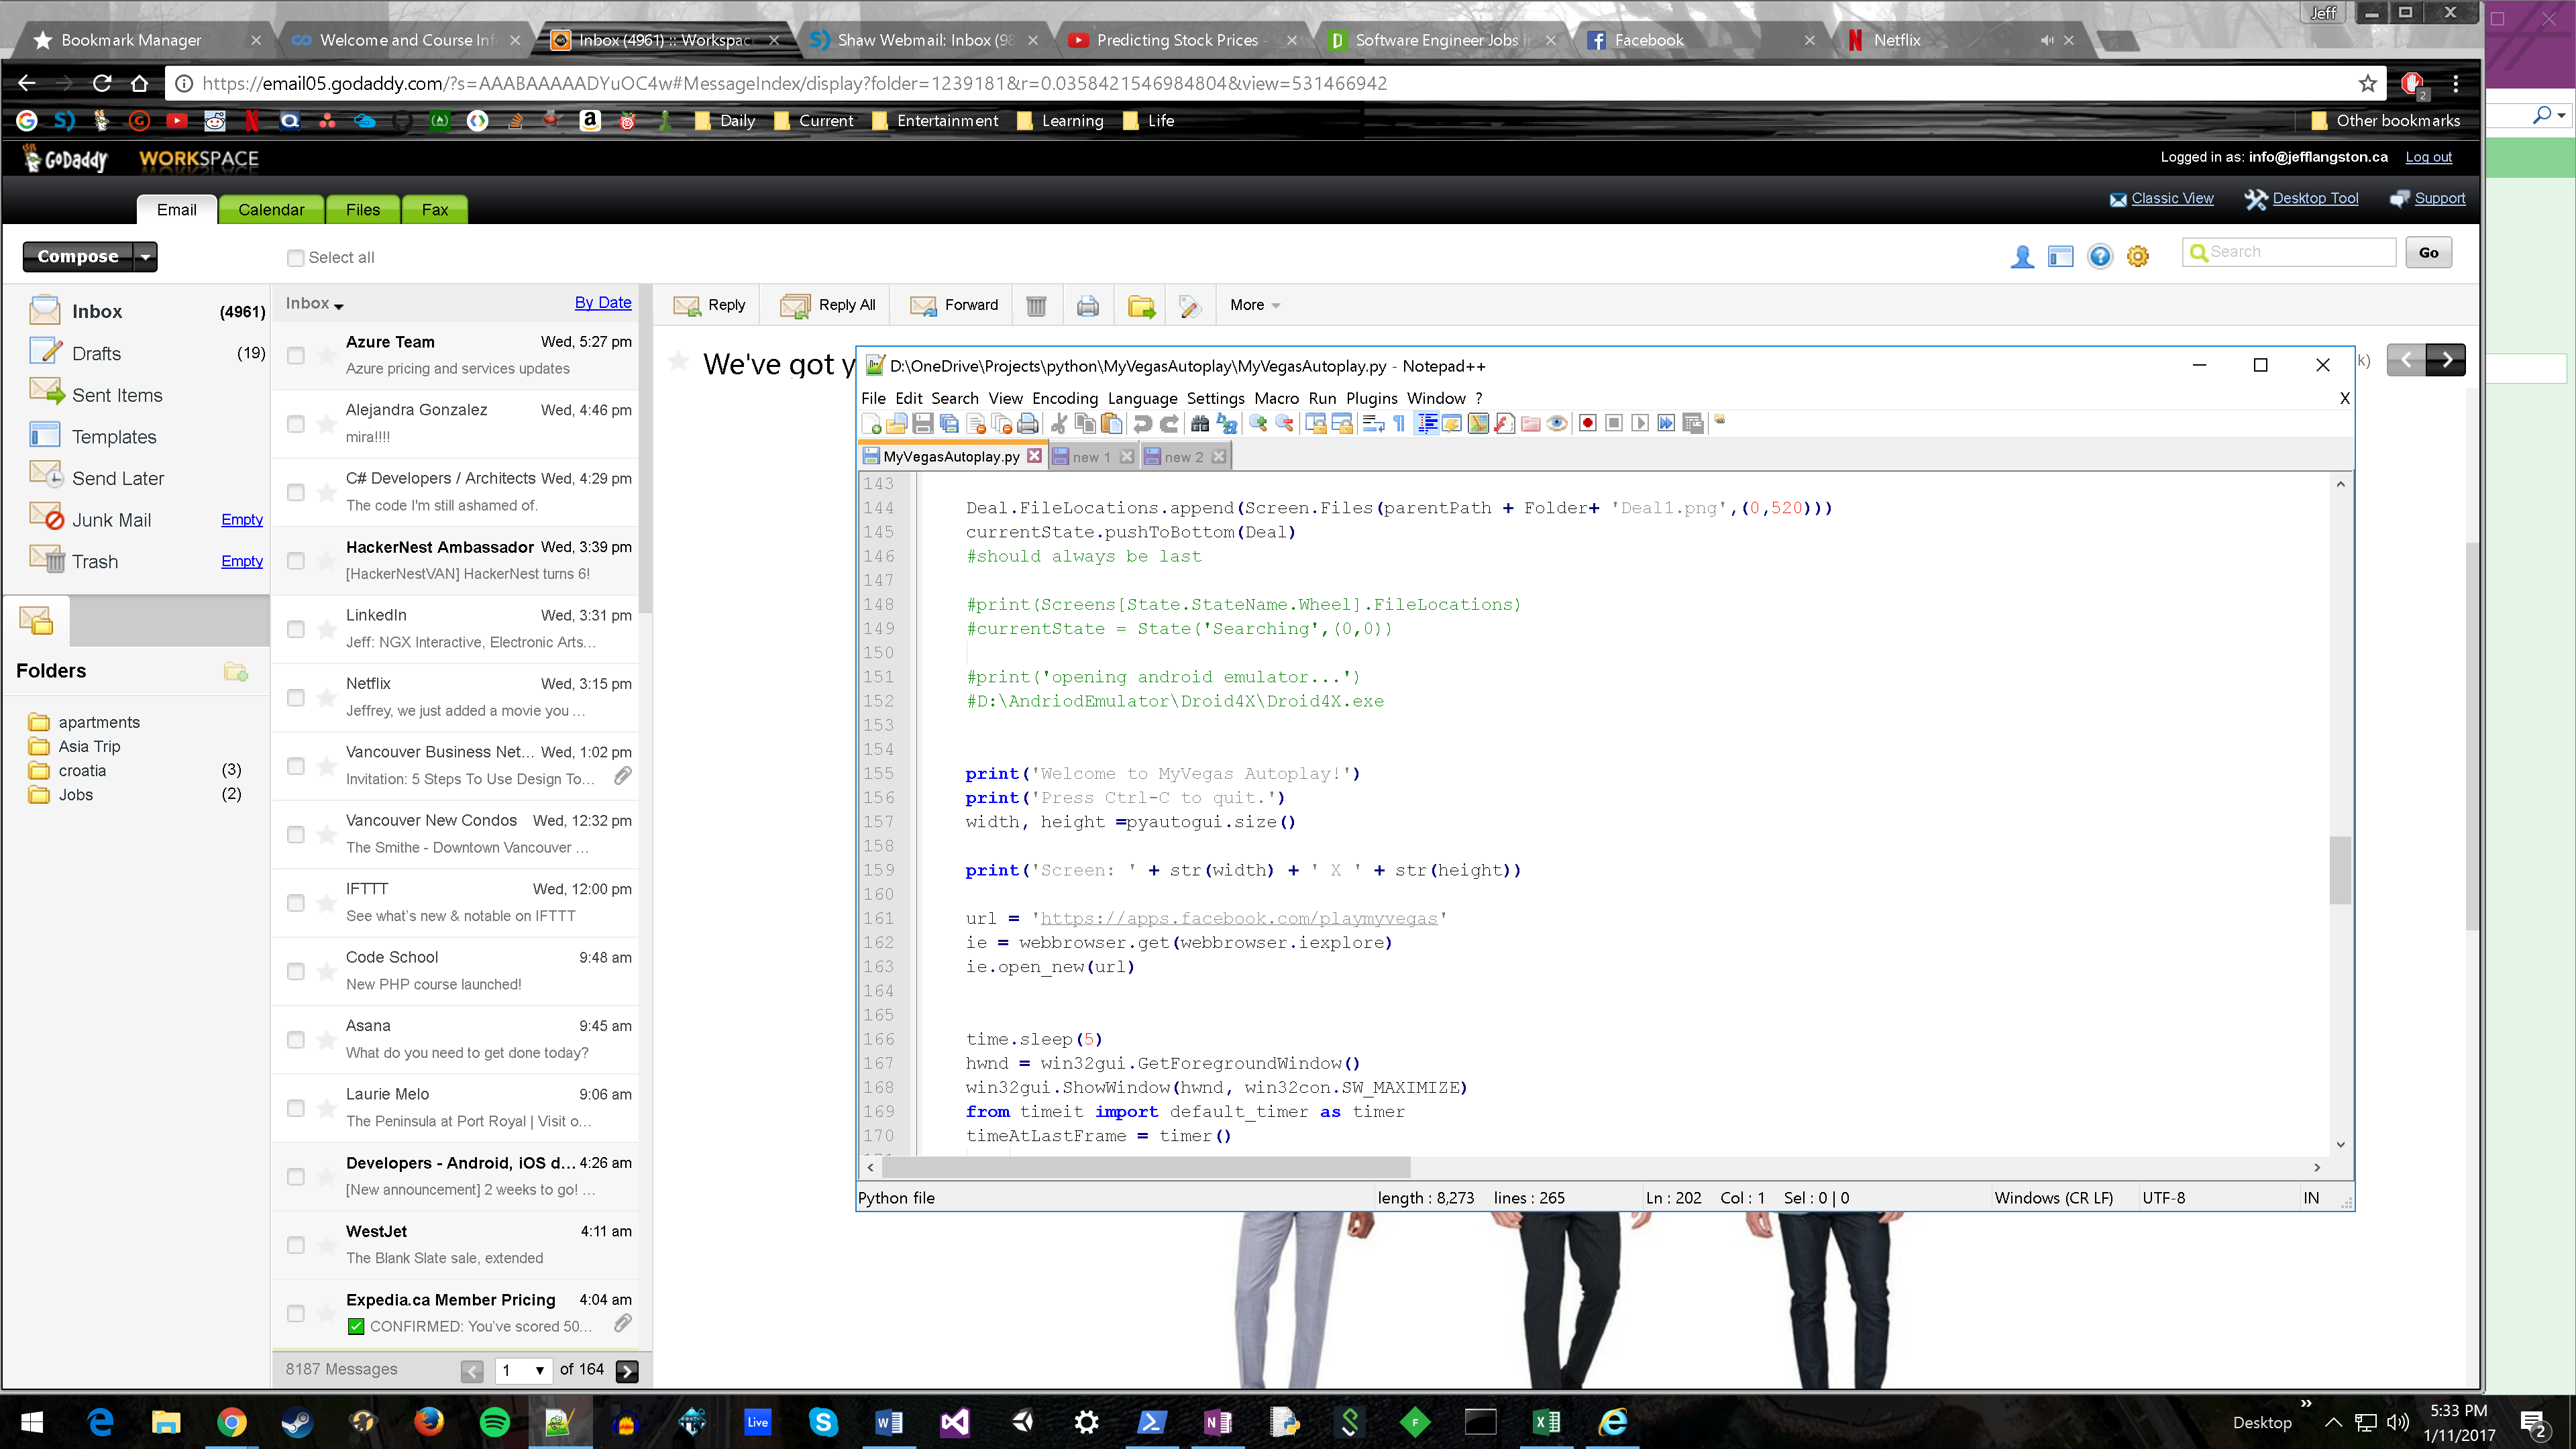 Jeff
Bookmark Manager
Welcome and Course Inf
Inbox (4961) :: Workspac
Shaw Webmail: Inbox (98
Predicting Stock Prices
Software Engineer Jobs i
Facebook
Netflix
https://email05.godaddy.com/?s=AAABAAAAADYuOC4w#MessageIndex/display?folder=1239181&r=0.0358421546984804&view=531466942
2
Daily
Current
Entertainment
Learning
Life
Other bookmarks
GoDaddy WORKSPACE
Logged in as: info@jefflangston.ca Log out
Email
Calendar
Files
Fax
Classic View
Desktop Tool
Support
Compose
Select all
Search
Go
Inbox (4961)
Drafts (19)
Sent Items
Templates
Send Later
Junk Mail Empty
Trash Empty
Folders
apartments
Asia Trip
croatia (3)
Jobs (2)
Inbox By Date
Azure Team Wed, 5:27 pm
Azure pricing and services updates
Alejandra Gonzalez Wed, 4:46 pm
mira!!!!
C# Developers / Architects Wed, 4:29 pm
The code I'm still ashamed of.
HackerNest Ambassador Wed, 3:39 pm
[HackerNestVAN] HackerNest turns 6!
LinkedIn Wed, 3:31 pm
Jeff: NGX Interactive, Electronic Arts...
Netflix Wed, 3:15 pm
Jeffrey, we just added a movie you ...
Vancouver Business Net... Wed, 1:02 pm
Invitation: 5 Steps To Use Design To...
Vancouver New Condos Wed, 12:32 pm
The Smithe - Downtown Vancouver ...
IFTTT Wed, 12:00 pm
See what's new & notable on IFTTT
Code School 9:48 am
New PHP course launched!
Asana 9:45 am
What do you need to get done today?
Laurie Melo 9:06 am
The Peninsula at Port Royal | Visit o...
Developers - Android, iOS d... 4:26 am
[New announcement] 2 weeks to go! ...
WestJet 4:11 am
The Blank Slate sale, extended
Expedia.ca Member Pricing 4:04 am
CONFIRMED: You've scored 50...
8187 Messages
1 of 164
Reply
Reply All
Forward
More
We've got y
k)
D:\OneDrive\Projects\python\MyVegasAutoplay\MyVegasAutoplay.py - Notepad++
File Edit Search View Encoding Language Settings Macro Run Plugins Window ?
X
MyVegasAutoplay.py
new 1
new 2
143
144 Deal.FileLocations.append(Screen.Files(parentPath + Folder+ 'Deal1.png',(0,520)))
145 currentState.pushToBottom(Deal)
146 #should always be last
147
148 #print(Screens[State.StateName.Wheel].FileLocations)
149 #currentState = State('Searching',(0,0))
150
151 #print('opening android emulator...')
152 #D:\AndriodEmulator\Droid4X\Droid4X.exe
153
154
155 print('Welcome to MyVegas Autoplay!')
156 print('Press Ctrl-C to quit.')
157 width, height =pyautogui.size()
158
159 print('Screen: ' + str(width) + ' X ' + str(height))
160
161 url = 'https://apps.facebook.com/playmyvegas'
162 ie = webbrowser.get(webbrowser.iexplore)
163 ie.open_new(url)
164
165
166 time.sleep(5)
167 hwnd = win32gui.GetForegroundWindow()
168 win32gui.ShowWindow(hwnd, win32con.SW_MAXIMIZE)
169 from timeit import default_timer as timer
170 timeAtLastFrame = timer()
Python file
length : 8,273 lines : 265
Ln : 202 Col : 1 Sel : 0 | 0
Windows (CR LF)
UTF-8
IN
Live
Desktop
5:33 PM
1/11/2017
2